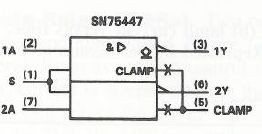 SN75447
1A (2) & ▷ (3) 1Y
S (1) CLAMP
(6) 2Y
2A (7) (5) CLAMP